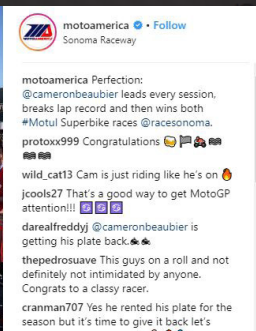 motoamerica • Follow
Sonoma Raceway
motoamerica Perfection:
@cameronbeaubier leads every session,
breaks lap record and then wins both
#Motul Superbike races @racesonoma.
protoxx999 Congratulations
wild_cat13 Cam is just riding like he's on
jcools27 That's a good way to get MotoGP
attention!!!
darealfreddyj @cameronbeaubier is
getting his plate back.
thepedrosuave This guys on a roll and not
definitely not intimidated by anyone.
Congrats to a classy racer.
cranman707 Yes he rented his plate for the
season but it's time to give it back let's